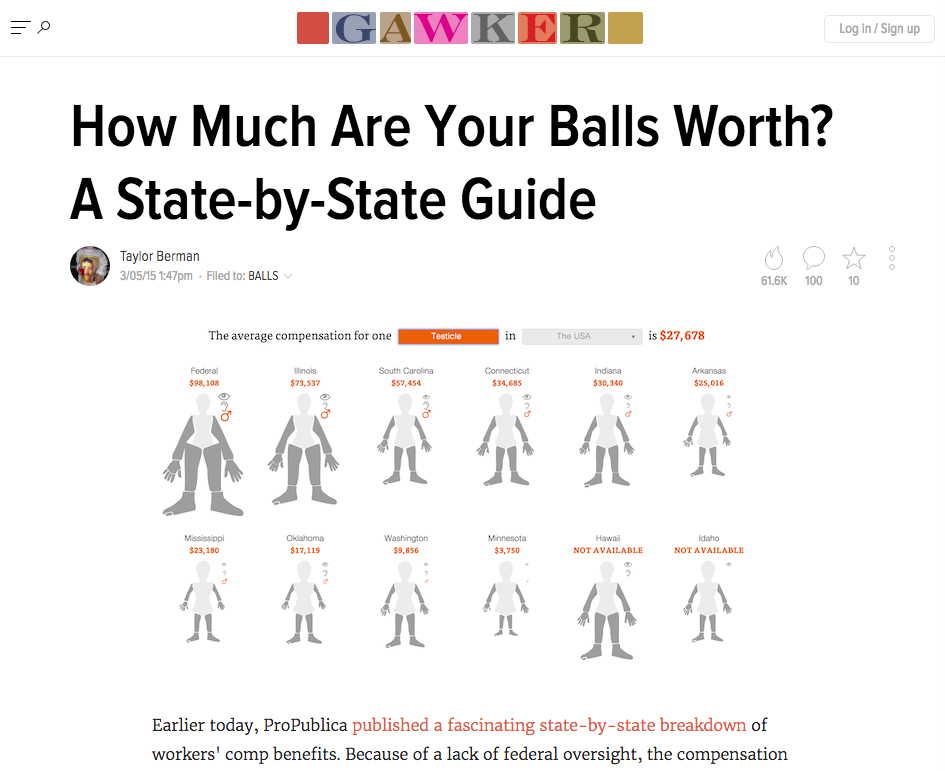 GAWKER
Log in / Sign up
How Much Are Your Balls Worth?
A State-by-State Guide
Taylor Berman
3/05/15 1:47pm · Filed to: BALLS
61.6K 100 10
The average compensation for one Testicle in The USA is $27,678
Federal Illinois South Carolina Connecticut Indiana Arkansas
$98,108 $73,537 $57,454 $34,685 $30,340 $25,016
Mississippi Oklahoma Washington Minnesota Hawaii Idaho
$23,180 $17,119 $9,856 $3,750 NOT AVAILABLE NOT AVAILABLE
Earlier today, ProPublica published a fascinating state-by-state breakdown of
workers' comp benefits. Because of a lack of federal oversight, the compensation